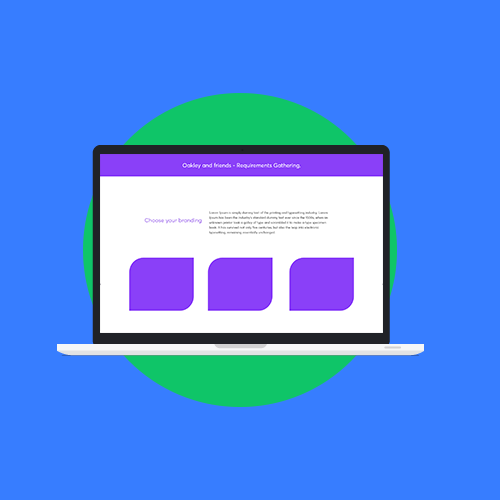 Oakley and friends - Requirements Gathering.
Choose your branding
Lorem Ipsum is simply dummy text of the printing and typesetting industry. Lorem
Ipsum has been the industry's standard dummy text ever since the 1500s, when an
unknown printer took a galley of type and scrambled it to make a type specimen
book. It has survived not only five centuries but also the leap into electronic
typesetting, remaining essentially unchanged.